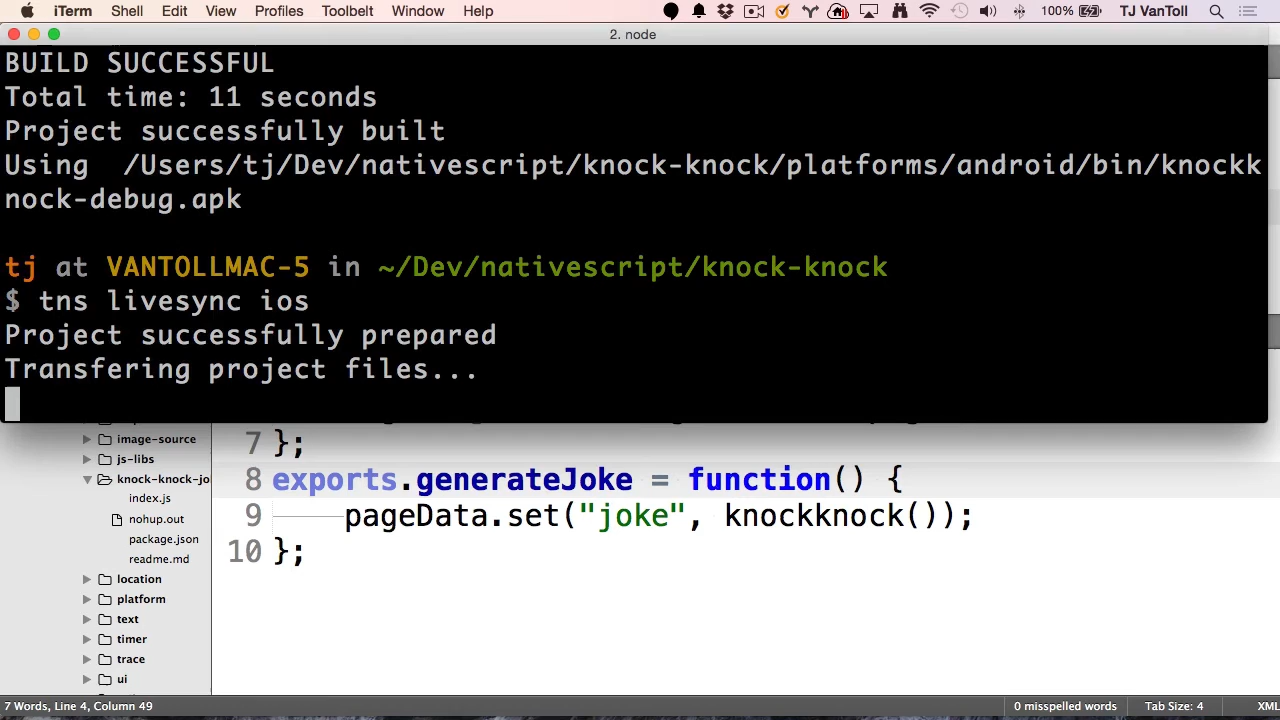 iTerm Shell Edit View Profiles Toolbelt Window Help 100% TJ VanToll
2. node
BUILD SUCCESSFUL
Total time: 11 seconds
Project successfully built
Using  /Users/tj/Dev/nativescript/knock-knock/platforms/android/bin/knockk
nock-debug.apk
tj at VANTOLLMAC-5 in ~/Dev/nativescript/knock-knock
$ tns livesync ios
Project successfully prepared
Transfering project files...
image-source
js-libs
knock-knock-jo
index.js
nohup.out
package.json
readme.md
location
platform
text
timer
trace
ui
7 };
8 exports.generateJoke = function() {
9 pageData.set("joke", knockknock());
10 };
7 Words, Line 4, Column 49 0 misspelled words Tab Size: 4 XML